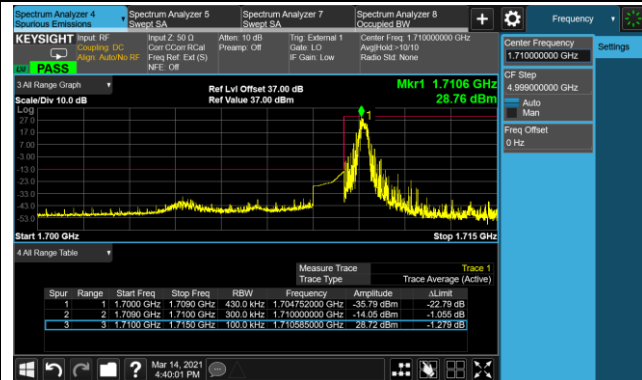 Spectrum Analyzer 4
Spurious Emissions
Spectrum Analyzer 5
Swept SA
Spectrum Analyzer 7
Swept SA
Spectrum Analyzer 8
Occupied BW
+
Frequency
KEYSIGHT
Input: RF
Coupling: DC
Align: Auto/No RF
Input Z: 50 Ω
Corr CCorr RCal
Freq Ref: Ext (S)
NFE: Off
Atten: 10 dB
Preamp: Off
Trig: External 1
Gate: LO
IF Gain: Low
Center Freq: 1.710000000 GHz
Avg|Hold:>10/10
Radio Std: None
PASS
Center Frequency
1.710000000 GHz
Settings
CF Step
4.999000000 GHz
Auto
Man
Freq Offset
0 Hz
3 All Range Graph
Scale/Div 10.0 dB
Ref Lvl Offset 37.00 dB
Ref Value 37.00 dBm
Mkr1 1.7106 GHz
28.76 dBm
Log
27.0
17.0
7.00
-3.00
-13.0
-23.0
-33.0
-43.0
-53.0
1
Start 1.700 GHz
Stop 1.715 GHz
4 All Range Table
Measure Trace Trace 1
Trace Type Trace Average (Active)
Spur Range Start Freq Stop Freq RBW Frequency Amplitude ΔLimit
1 1 1.7000 GHz 1.7090 GHz 430.0 kHz 1.704752000 GHz -35.79 dBm -22.79 dB
2 2 1.7090 GHz 1.7100 GHz 300.0 kHz 1.710000000 GHz -14.05 dBm -1.055 dB
3 3 1.7100 GHz 1.7150 GHz 100.0 kHz 1.710585000 GHz 28.72 dBm -1.279 dB
?
Mar 14, 2021
4:40:01 PM